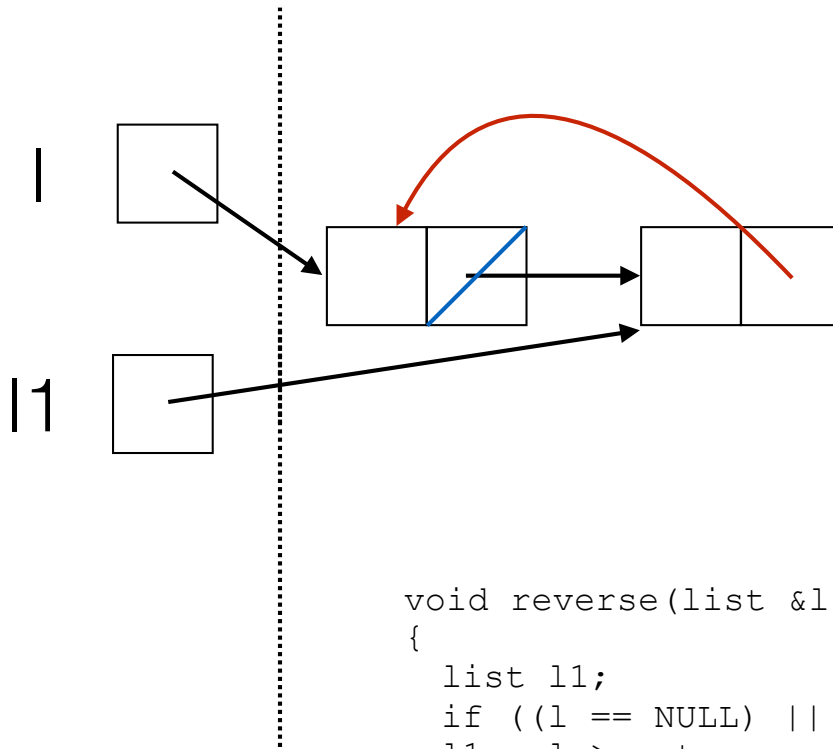 l
l1
void reverse(list &l
{
list l1;
if ((l == NULL) ||